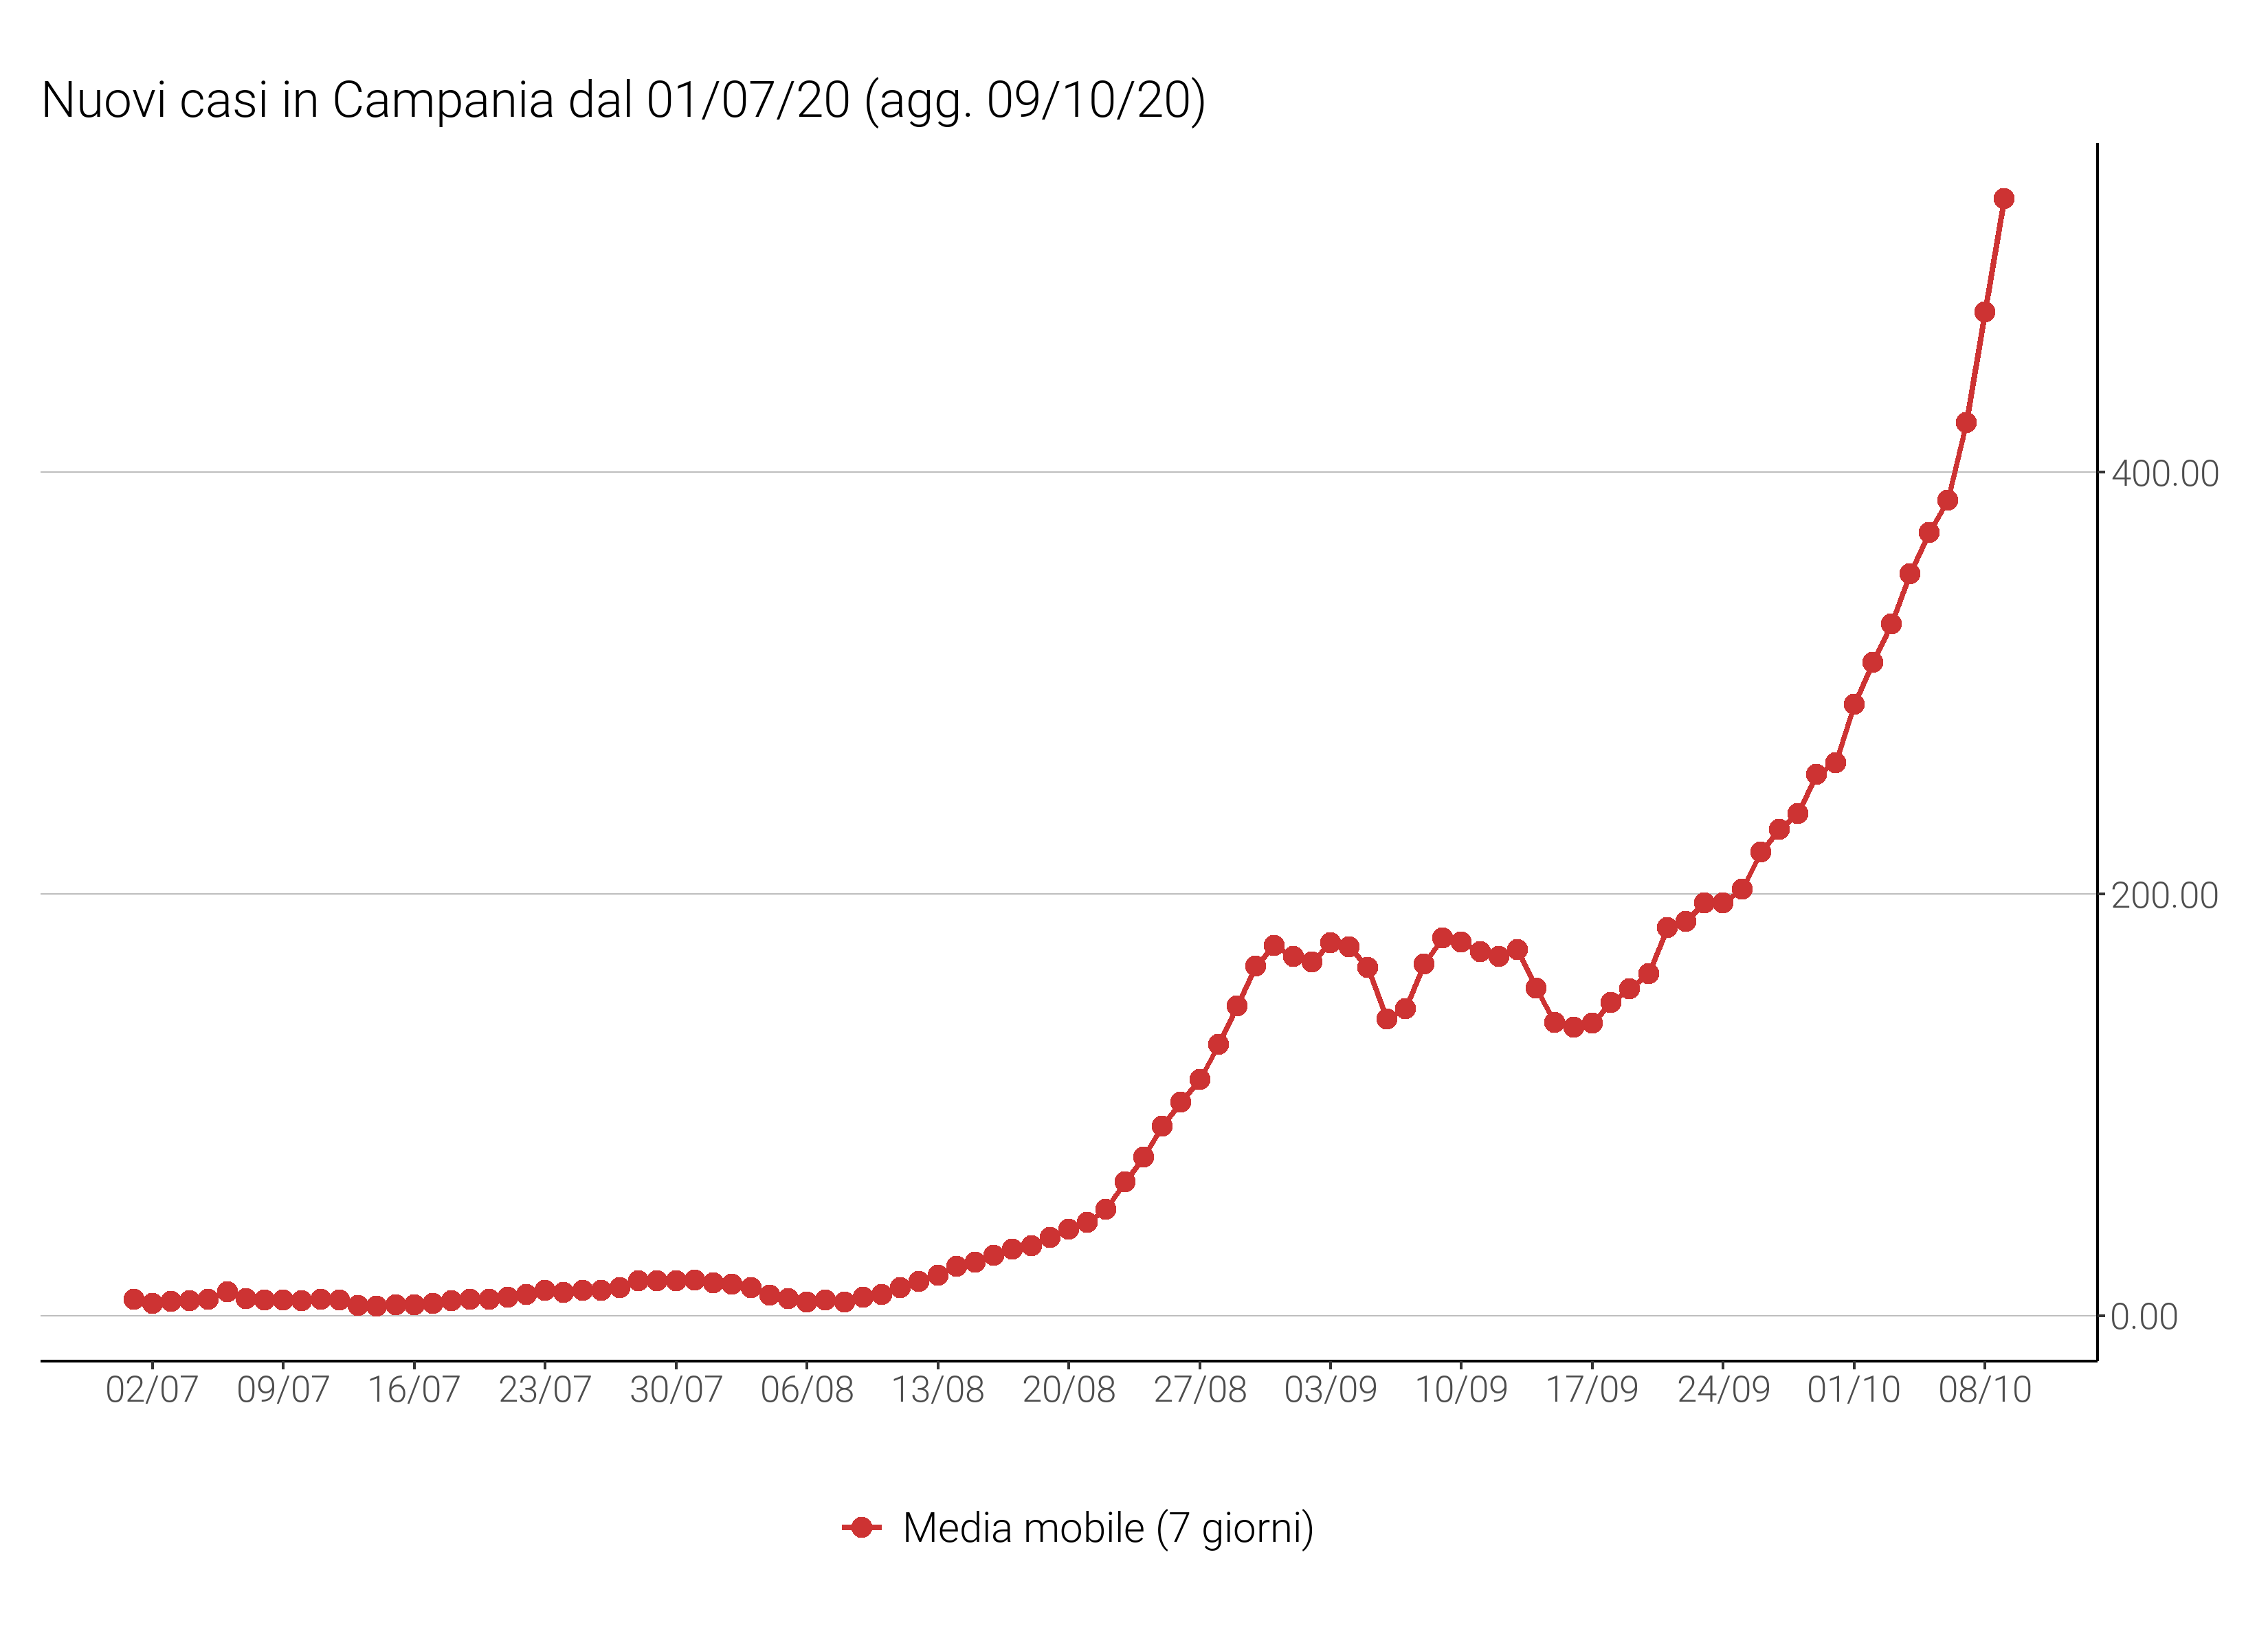 Nuovi casi in Campania dal 01/07/20 (agg. 09/10/20)
400.00
200.00
0.00
02/07 09/07 16/07 23/07 30/07 06/08 13/08 20/08 27/08 03/09 10/09 17/09 24/09 01/10 08/10
Media mobile (7 giorni)